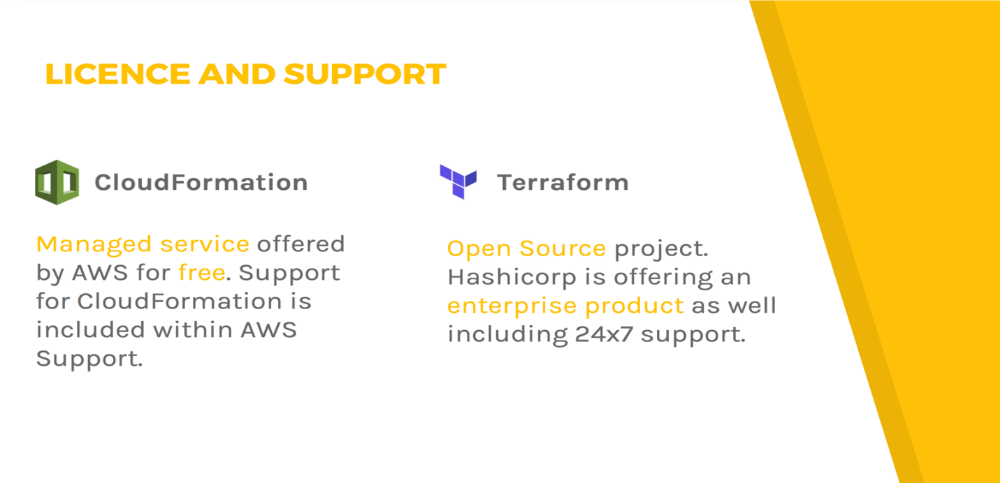 LICENCE AND SUPPORT
CloudFormation
Managed service offered
by AWS for free. Support
for CloudFormation is
included within AWS
Support.
Terraform
Open Source project.
Hashicorp is offering an
enterprise product as well
including 24x7 support.